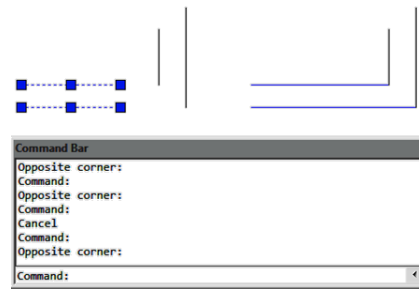 Command Bar
Opposite corner:
Command:
Opposite corner:
Command:
Cancel
Command:
Opposite corner:
Command: